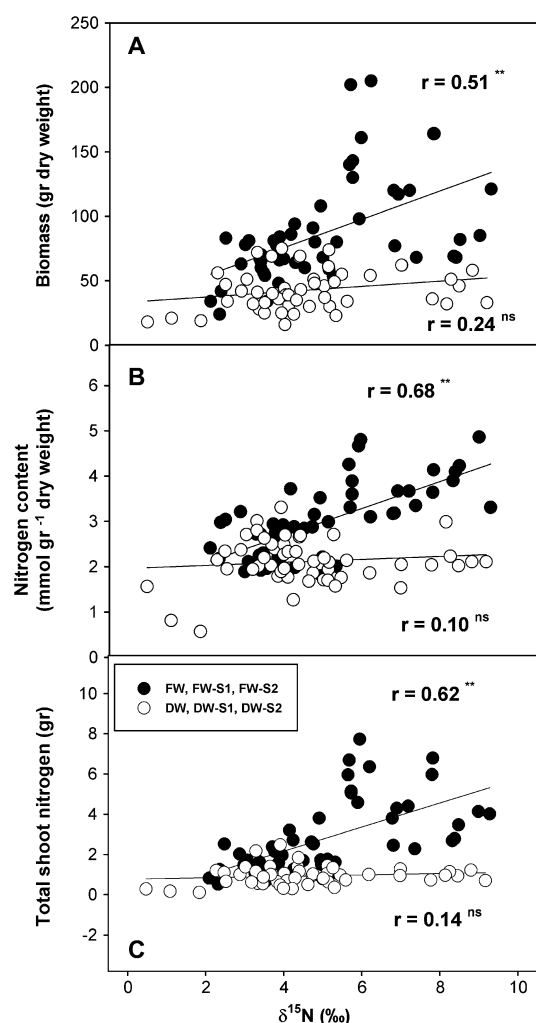 A
250
200
150
100
50
0
Biomass (gr dry weight)
r = 0.51 **
r = 0.24 ns
B
6
5
4
3
2
1
0
Nitrogen content
(mmol gr -1 dry weight)
r = 0.68 **
r = 0.10 ns
FW, FW-S1, FW-S2
DW, DW-S1, DW-S2
10
8
6
4
2
0
-2
Total shoot nitrogen (gr)
r = 0.62 **
r = 0.14 ns
C
0 2 4 6 8 10
δ15N (‰)